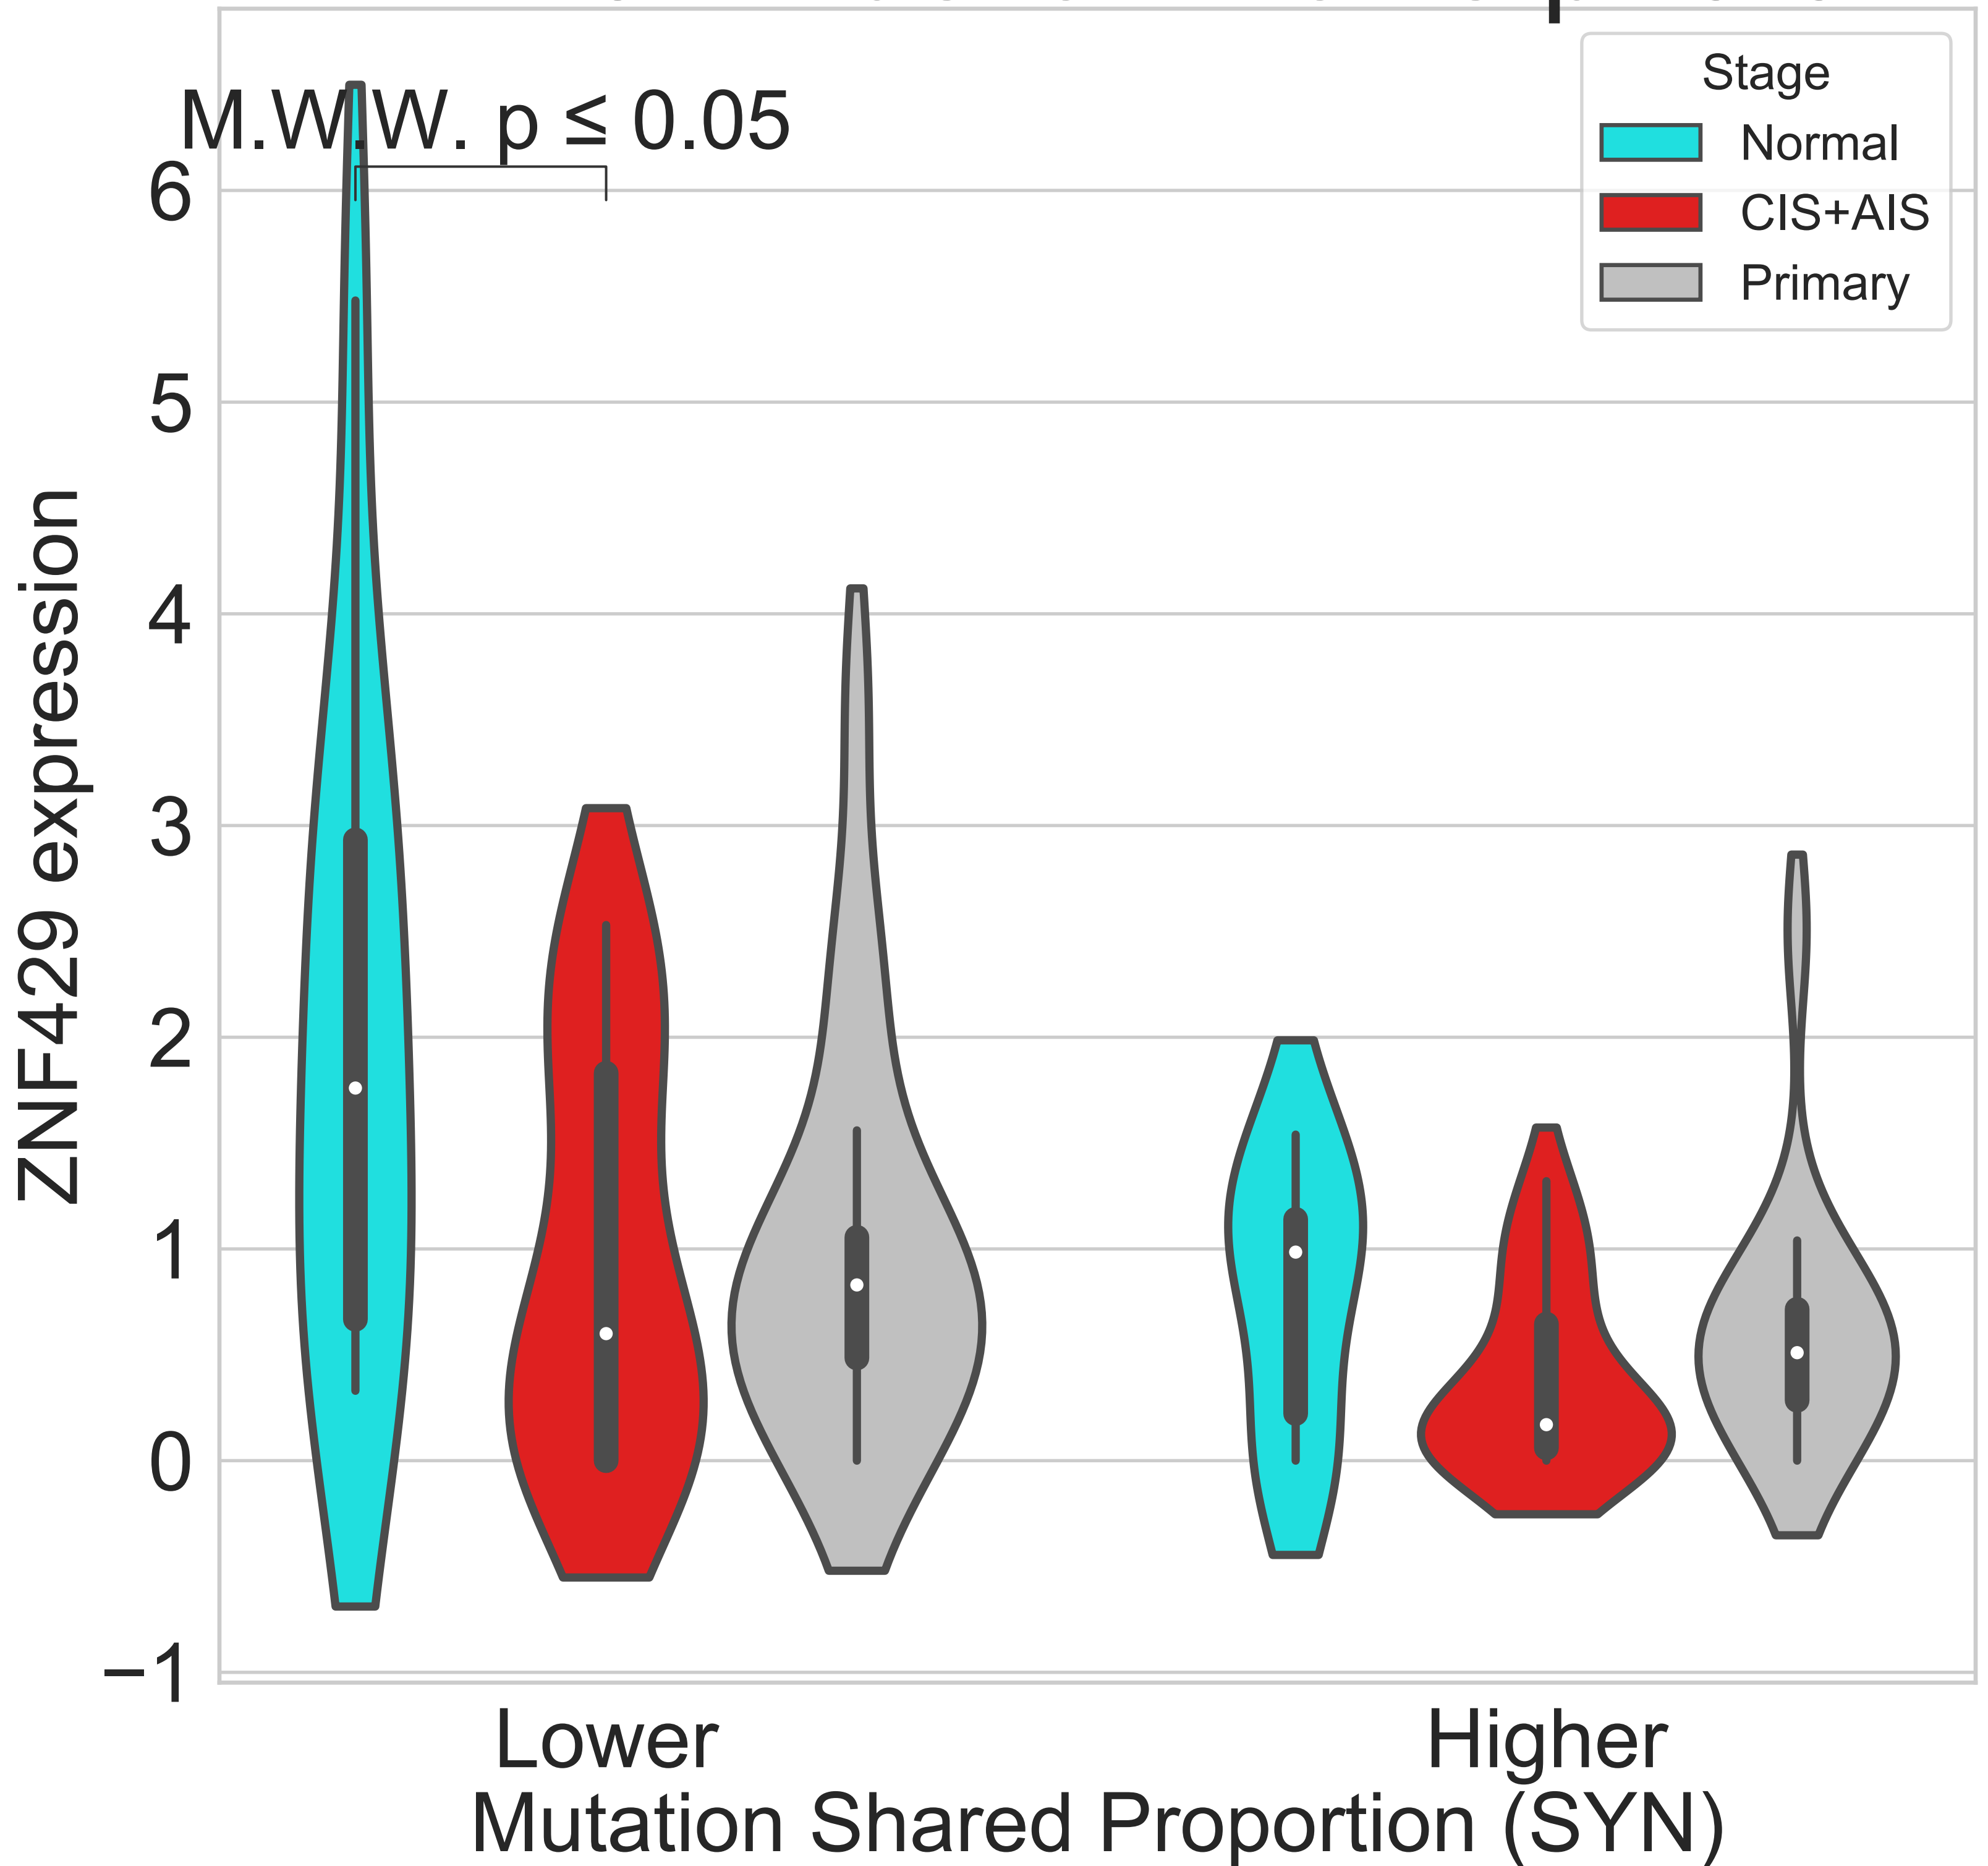 Stage
Normal
CIS+AIS
Primary
M.W.W. p ≤ 0.05
6
5
4
3
2
1
0
−1
ZNF429 expression
Lower
Higher
Mutation Shared Proportion (SYN)